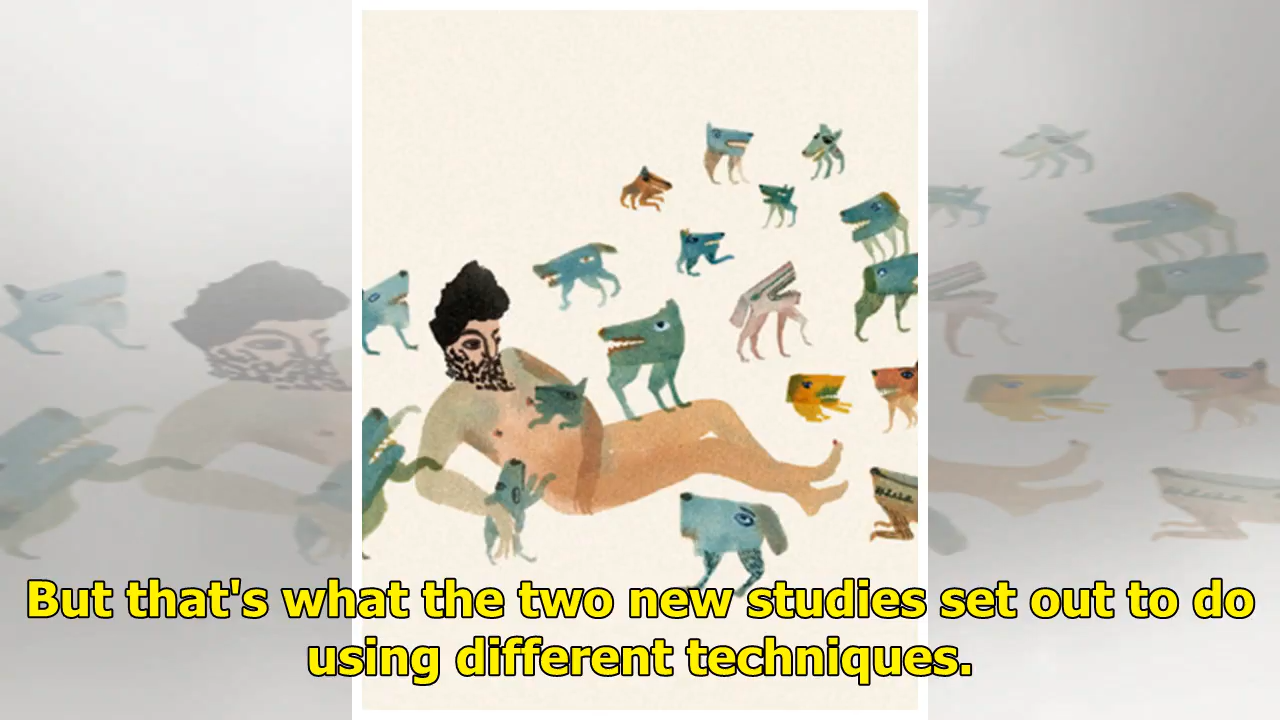 But that's what the two new studies set out to do
using different techniques.